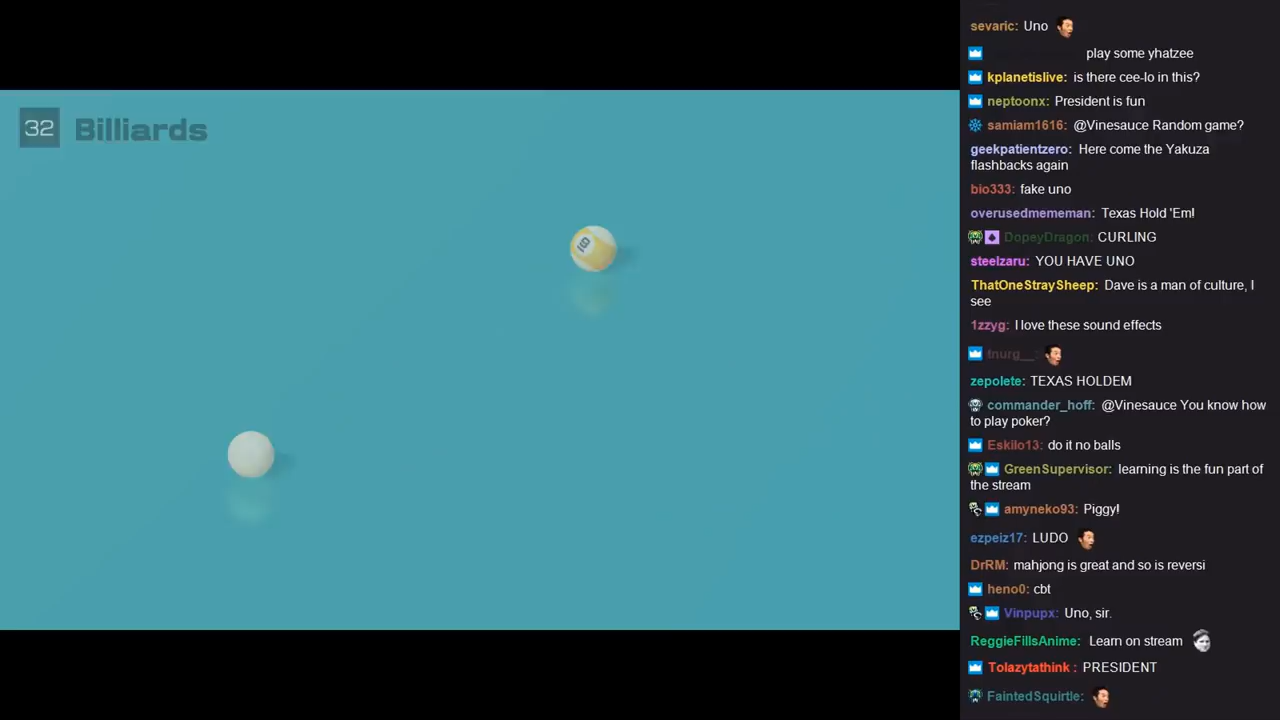 32 Billiards
9
sevaric: Uno
play some yhatzee
kplanetislive: is there cee-lo in this?
neptoonx: President is fun
samiam1616: @Vinesauce Random game?
geekpatientzero: Here come the Yakuza
flashbacks again
bio333: fake uno
overusedmememan: Texas Hold 'Em!
DopeyDragon: CURLING
steelzaru: YOU HAVE UNO
ThatOneStraySheep: Dave is a man of culture, I
see
1zzyg: I love these sound effects
tnurg__:
zepolete: TEXAS HOLDEM
commander_hoff: @Vinesauce You know how
to play poker?
Eskilo13: do it no balls
GreenSupervisor: learning is the fun part of
the stream
amyneko93: Piggy!
ezpeiz17: LUDO
DrRM: mahjong is great and so is reversi
heno0: cbt
Vinpupx: Uno, sir.
ReggieFillsAnime: Learn on stream
Tolazytathink : PRESIDENT
FaintedSquirtle: